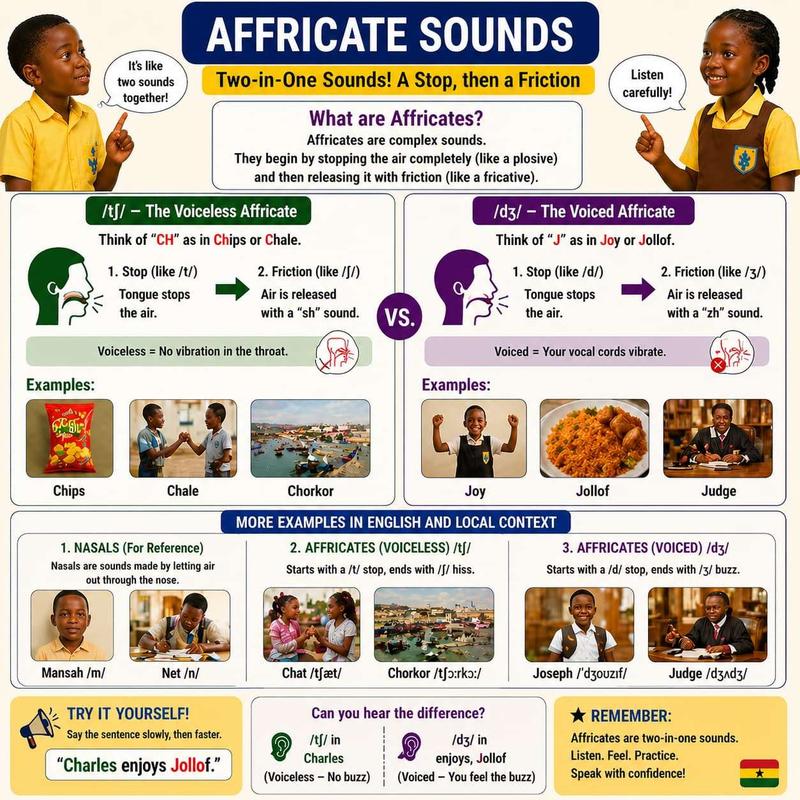 AFFRICATE SOUNDS
Two-in-One Sounds! A Stop, then a Friction
It's like
two sounds
together!
Listen
carefully!
What are Affricates?
Affricates are complex sounds.
They begin by stopping the air completely (like a plosive)
and then releasing it with friction (like a fricative).
/tʃ/ – The Voiceless Affricate
Think of “CH” as in Chips or Chale.
1. Stop (like /t/)
Tongue stops
the air.
2. Friction (like /ʃ/)
Air is released
with a “sh” sound.
Voiceless = No vibration in the throat.
Examples:
Chips
Chale
Chorkor
VS.
/dʒ/ – The Voiced Affricate
Think of “J” as in Joy or Jollof.
1. Stop (like /d/)
Tongue stops
the air.
2. Friction (like /ʒ/)
Air is released
with a “zh” sound.
Voiced = Your vocal cords vibrate.
Examples:
Joy
Jollof
Judge
MORE EXAMPLES IN ENGLISH AND LOCAL CONTEXT
1. NASALS (For Reference)
Nasals are sounds made by letting air
out through the nose.
Mansah /m/
Net /n/
2. AFFRICATES (VOICELESS) /tʃ/
Starts with a /t/ stop, ends with /ʃ/ hiss.
Chat /tʃæt/
Chorkor /tʃɔːrkɔː/
3. AFFRICATES (VOICED) /dʒ/
Starts with a /d/ stop, ends with /ʒ/ buzz.
Joseph /ˈdʒoʊzɪf/
Judge /dʒʌdʒ/
TRY IT YOURSELF!
Say the sentence slowly, then faster.
“Charles enjoys Jollof.”
Can you hear the difference?
/tʃ/ in
Charles
(Voiceless – No buzz)
/dʒ/ in
enjoys, Jollof
(Voiced – You feel the buzz)
★ REMEMBER:
Affricates are two-in-one sounds.
Listen. Feel. Practice.
Speak with confidence!